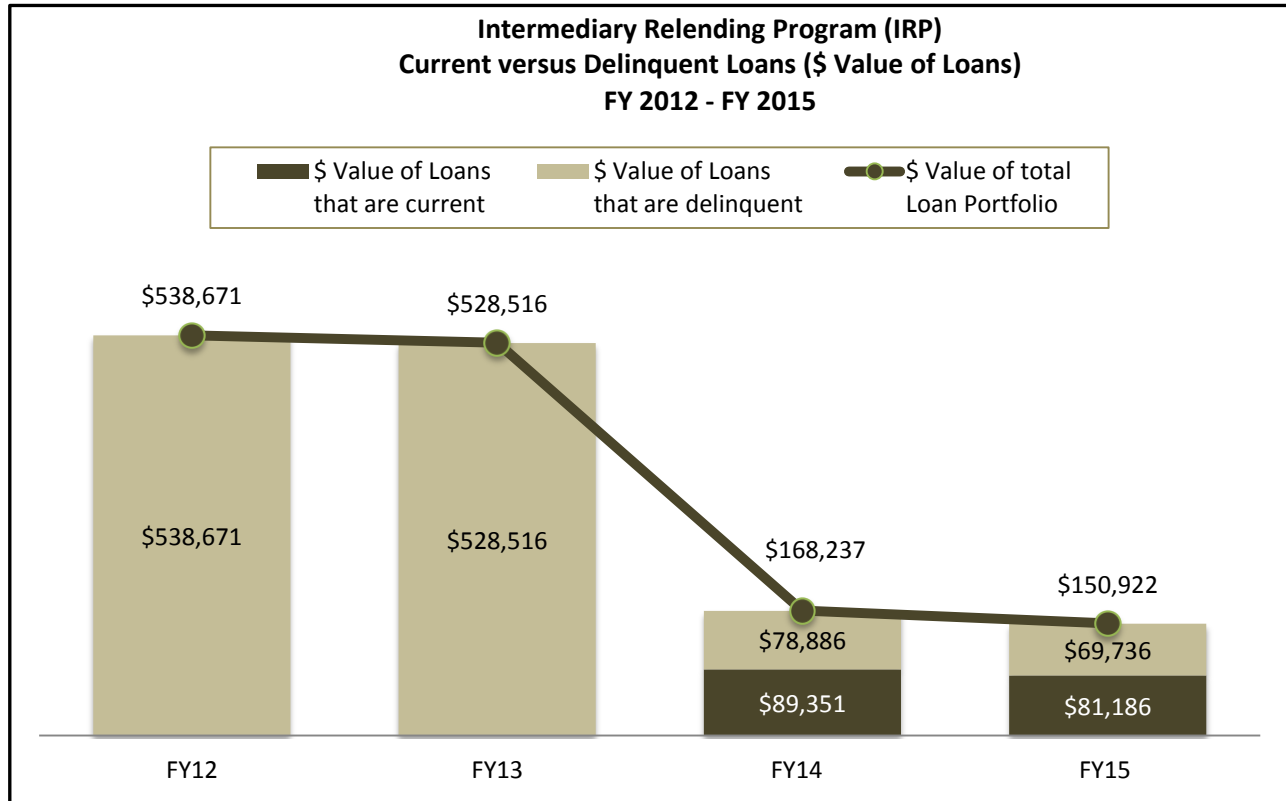 Intermediary Relending Program (IRP)
Current versus Delinquent Loans ($ Value of Loans)
FY 2012 - FY 2015
$ Value of Loans
that are current
$ Value of Loans
that are delinquent
$ Value of total
Loan Portfolio
$538,671
$528,516
$538,671
$528,516
$168,237
$150,922
$78,886
$69,736
$89,351
$81,186
FY12
FY13
FY14
FY15